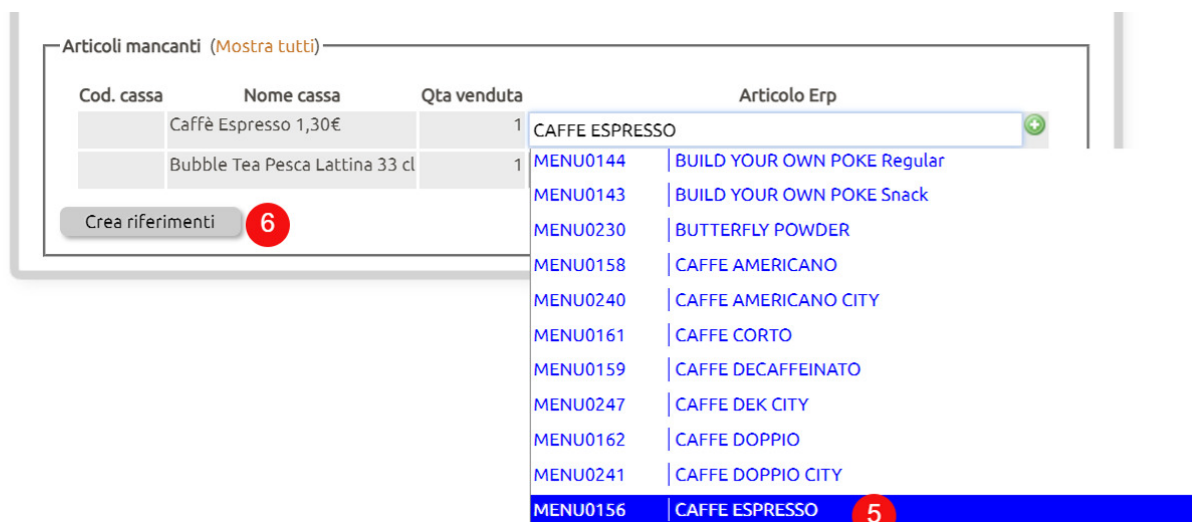 Articoli mancanti (Mostra tutti)
Cod. cassa Nome cassa Qta venduta Articolo Erp
Caffè Espresso 1,30€ 1 CAFFE ESPRESSO
Bubble Tea Pesca Lattina 33 cl 1
MENU0144 BUILD YOUR OWN POKE Regular
MENU0143 BUILD YOUR OWN POKE Snack
MENU0230 BUTTERFLY POWDER
MENU0158 CAFFE AMERICANO
MENU0240 CAFFE AMERICANO CITY
MENU0161 CAFFE CORTO
MENU0159 CAFFE DECAFFEINATO
MENU0247 CAFFE DEK CITY
MENU0162 CAFFE DOPPIO
MENU0241 CAFFE DOPPIO CITY
MENU0156 CAFFE ESPRESSO 5
Crea riferimenti 6